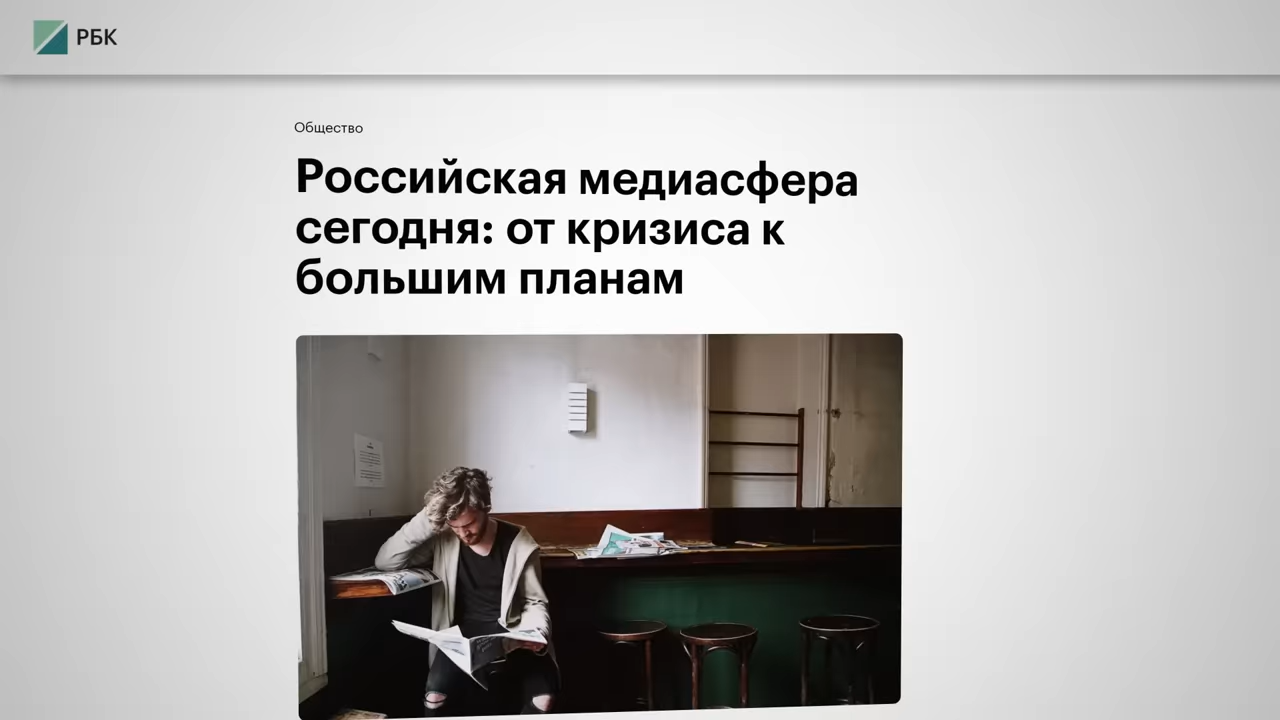 РБК
Общество
Российская медиасфера
сегодня: от кризиса к
большим планам